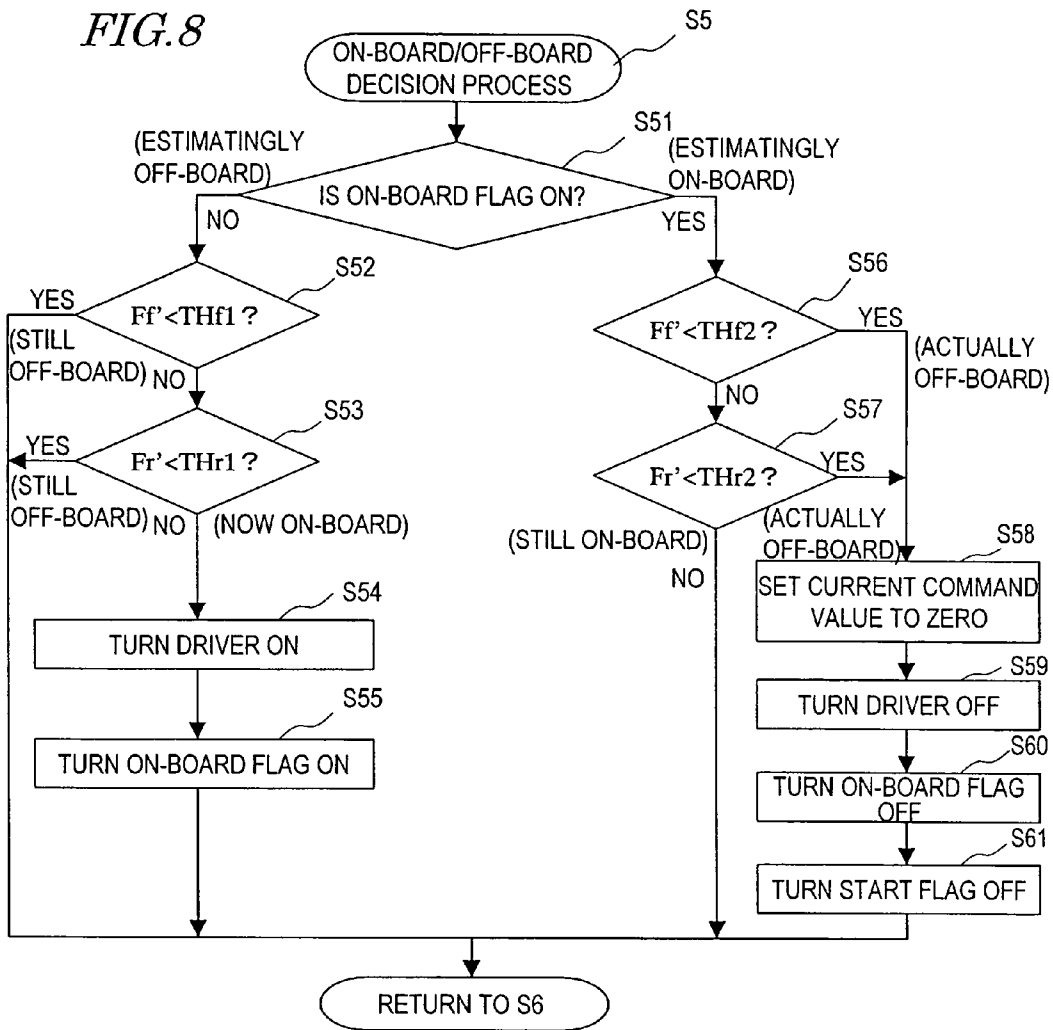 FIG.8
S5
ON-BOARD/OFF-BOARD
DECISION PROCESS
S51
(ESTIMATINGLY
OFF-BOARD)
(ESTIMATINGLY
ON-BOARD)
IS ON-BOARD FLAG ON?
NO
YES
S52
YES
Ff'<THf1?
(STILL
OFF-BOARD)
NO
S53
YES
Fr'<THr1?
(STILL
OFF-BOARD)
NO
(NOW ON-BOARD)
S54
TURN DRIVER ON
S55
TURN ON-BOARD FLAG ON
S56
Ff'<THf2?
YES
(ACTUALLY
OFF-BOARD)
NO
S57
Fr'<THr2?
YES
(STILL ON-BOARD)
NO
(ACTUALLY
OFF-BOARD)
S58
SET CURRENT COMMAND
VALUE TO ZERO
S59
TURN DRIVER OFF
S60
TURN ON-BOARD FLAG
OFF
S61
TURN START FLAG OFF
RETURN TO S6